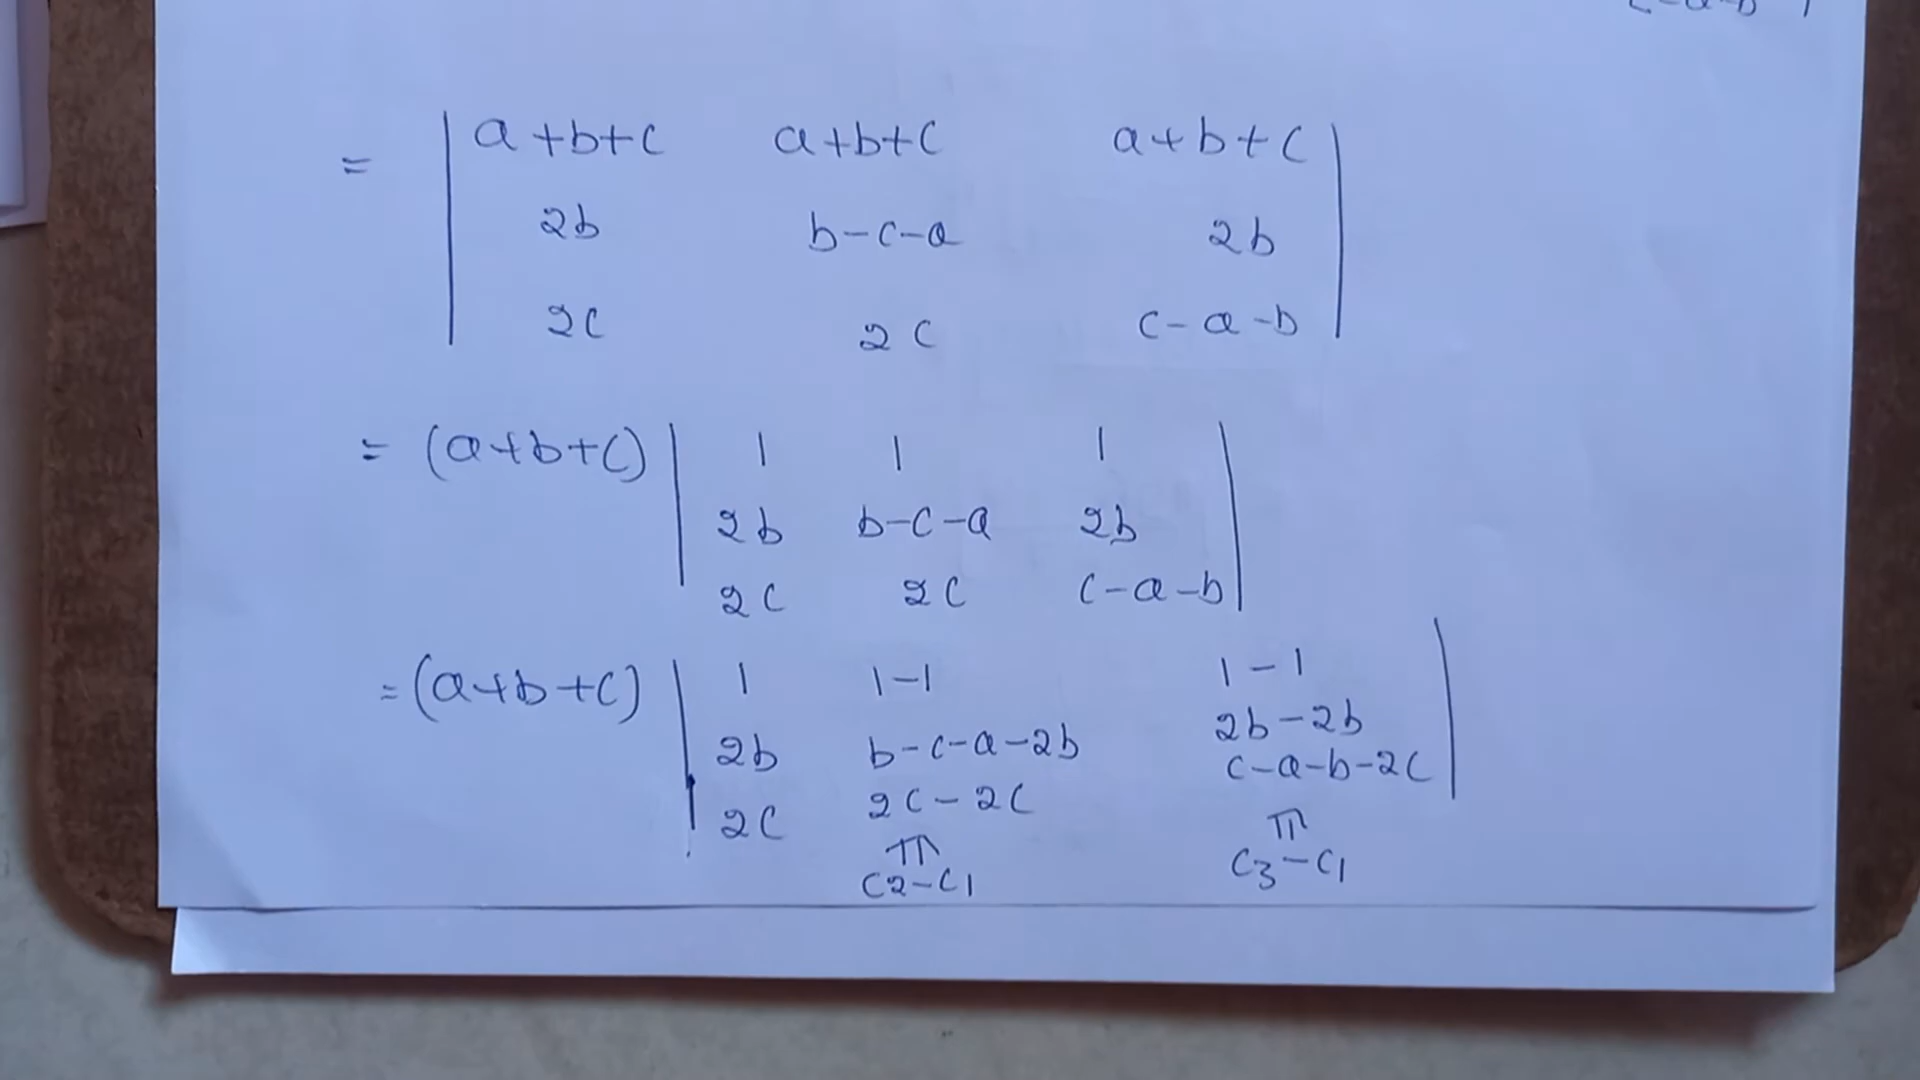 c-a-b
= | a+b+c a+b+c a+b+c |
2b b-c-a 2b
2c 2c c-a-b
= (a+b+c) | 1 1 1 |
2b b-c-a 2b
2c 2c c-a-b
= (a+b+c) | 1 1-1 1-1 |
2b b-c-a-2b 2b-2b
2c 2c-2c c-a-b-2c
⇑ ⇑
C2-C1 C3-C1